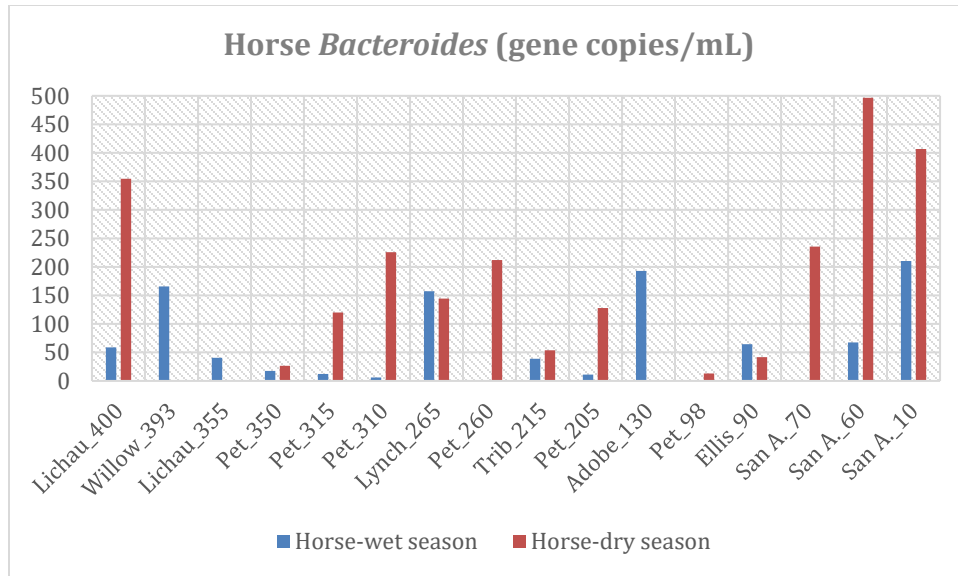 Horse Bacteroides (gene copies/mL)
500
450
400
350
300
250
200
150
100
50
0
Lichau_400
Willow_393
Lichau_355
Pet_350
Pet_315
Pet_310
Lynch_265
Pet_260
Trib_215
Pet_205
Adobe_130
Pet_98
Ellis_90
San A._70
San A._60
San A._10
Horse-wet season Horse-dry season